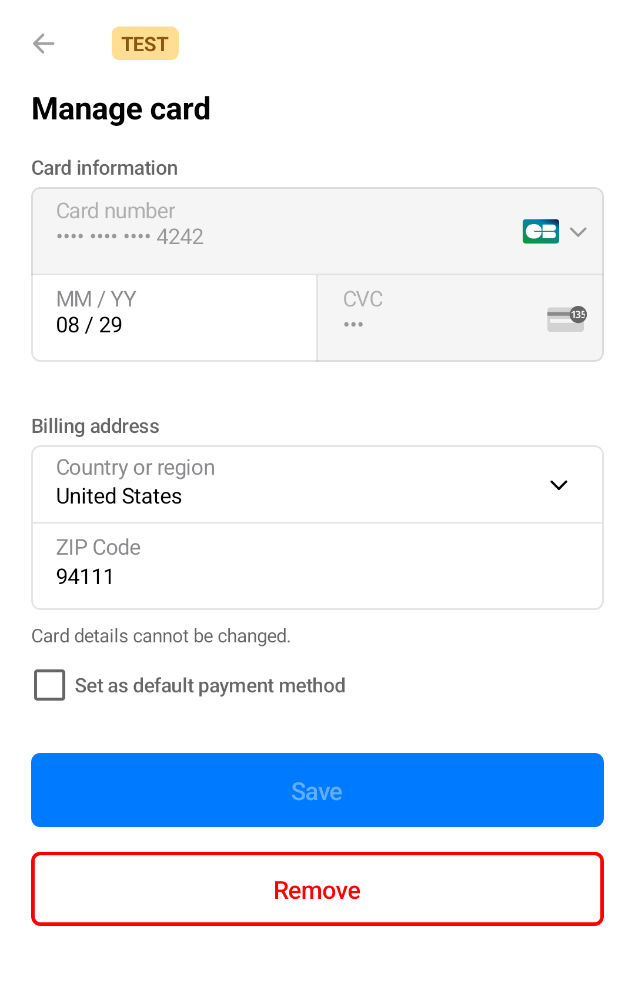 TEST
Manage card
Card information
Card number
•••• •••• •••• 4242
CB
MM / YY
08 / 29
CVC
•••
135
Billing address
Country or region
United States
ZIP Code
94111
Card details cannot be changed.
Set as default payment method
Save
Remove